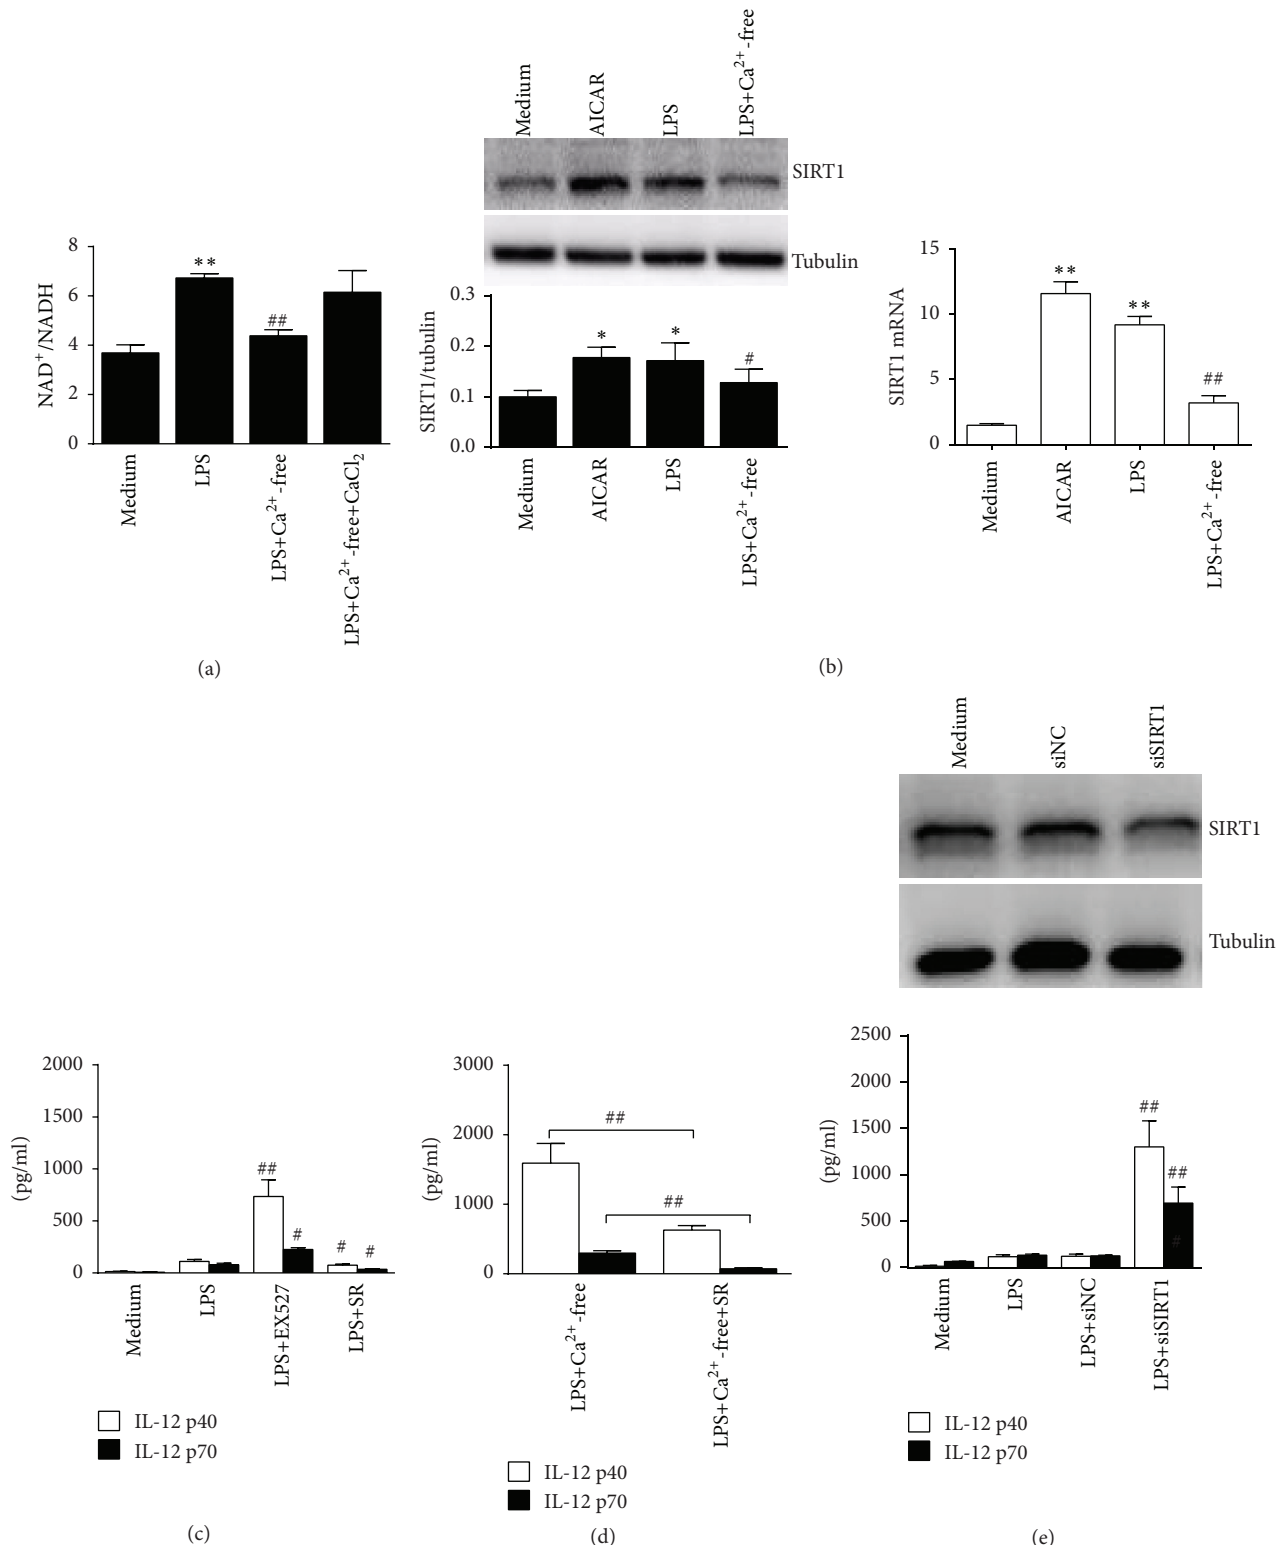 NAD⁺/NADH
8
6
4
2
0
**
##
Medium
LPS
LPS+Ca²⁺-free
LPS+Ca²⁺-free+CaCl₂
(a)
Medium
AICAR
LPS
LPS+Ca²⁺-free
SIRT1
Tubulin
SIRT1/tubulin
0.3
0.2
0.1
0.0
*
*
#
Medium
AICAR
LPS
LPS+Ca²⁺-free
SIRT1 mRNA
15
10
5
0
**
**
##
Medium
AICAR
LPS
LPS+Ca²⁺-free
(b)
(pg/ml)
2000
1500
1000
500
0
##
#
#
#
Medium
LPS
LPS+EX527
LPS+SR
IL-12 p40
IL-12 p70
(c)
(pg/ml)
3000
2000
1000
0
##
##
LPS+Ca²⁺-free
LPS+Ca²⁺-free+SR
IL-12 p40
IL-12 p70
(d)
Medium
siNC
siSIRT1
SIRT1
Tubulin
(pg/ml)
2500
2000
1500
1000
500
0
##
##
#
Medium
LPS
LPS+siNC
LPS+siSIRT1
IL-12 p40
IL-12 p70
(e)